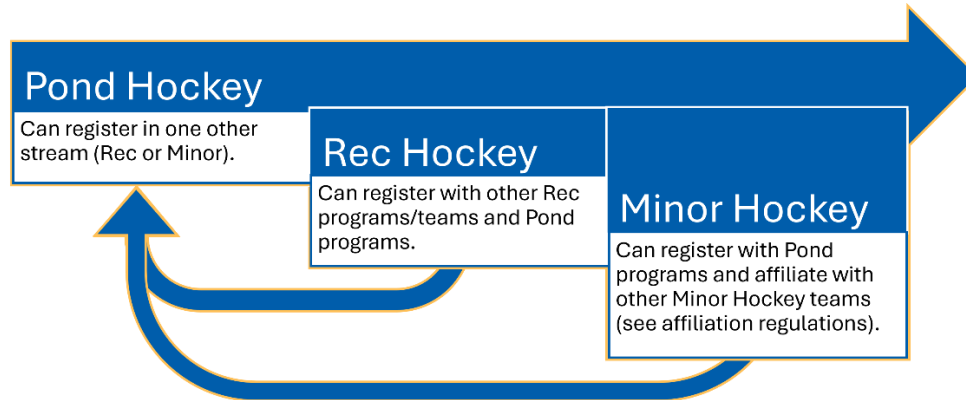 Pond Hockey
Can register in one other
stream (Rec or Minor).
Rec Hockey
Can register with other Rec
programs/teams and Pond
programs.
Minor Hockey
Can register with Pond
programs and affiliate with
other Minor Hockey teams
(see affiliation regulations).